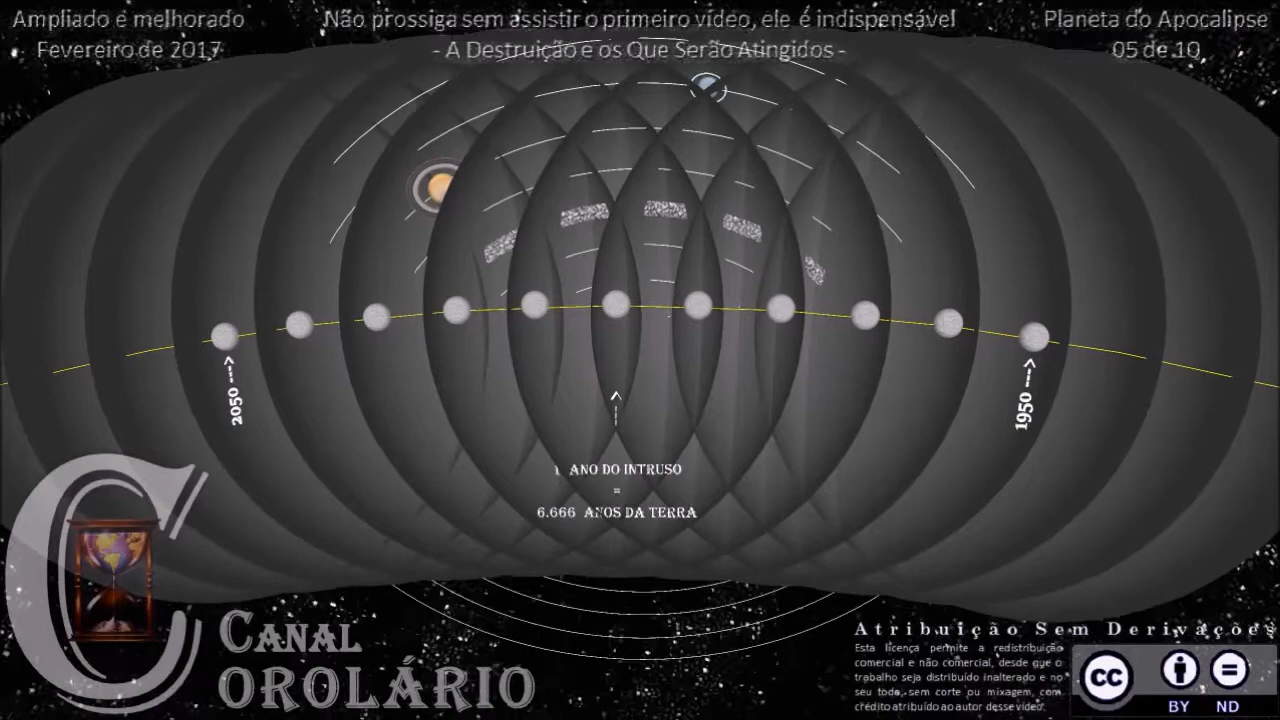 Ampliado e melhorado
Fevereiro de 2017
Não prossiga sem assistir o primeiro vídeo, ele é indispensável
- A Destruição e os Que Serão Atingidos -
Planeta do Apocalipse
05 de 10
2050 --->
1950 --->
1 ANO DO INTRUSO
=
6.666 ANOS DA TERRA
C
CANAL
OROLÁRIO
Atribuição Sem Derivações
Esta licença permite a redistribuição
comercial e não comercial, desde que o
trabalho seja distribuído inalterado e no
seu todo, sem corte ou mixagem, com
crédito atribuído ao autor desse vídeo.
CC
BY ND